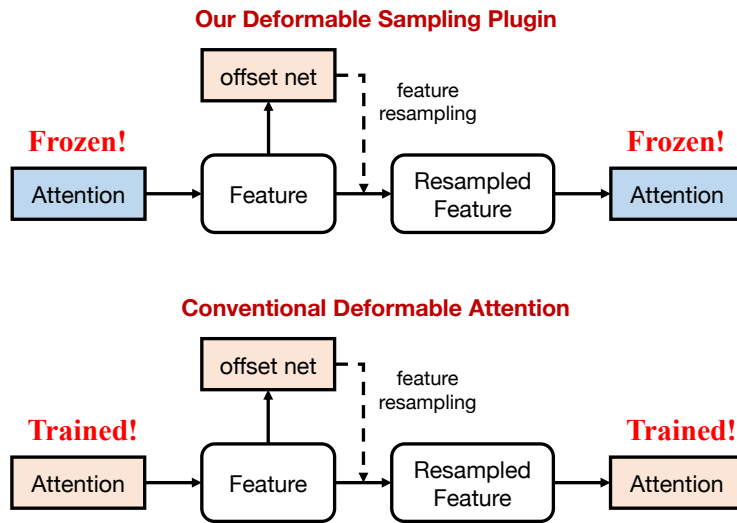 Our Deformable Sampling Plugin
offset net
feature
resampling
Frozen!
Frozen!
Attention
Feature
Resampled
Feature
Attention
Conventional Deformable Attention
offset net
feature
resampling
Trained!
Trained!
Attention
Feature
Resampled
Feature
Attention